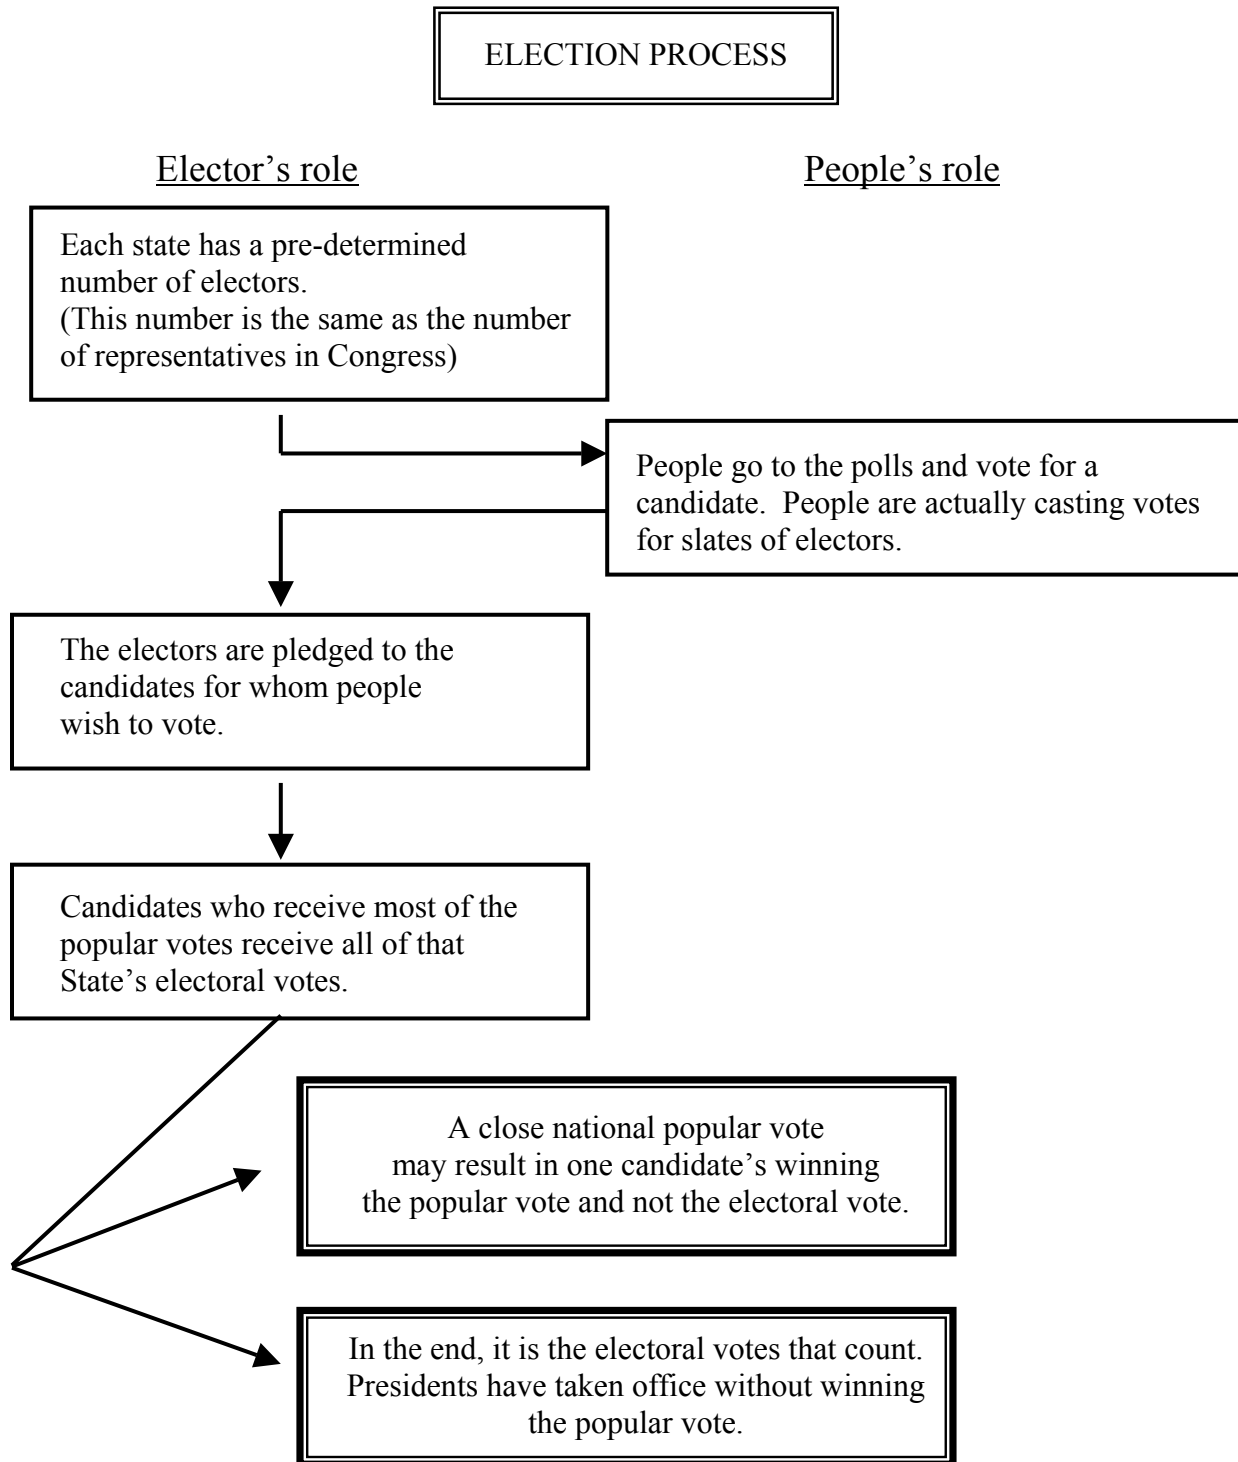 ELECTION PROCESS
Elector’s role
People’s role
Each state has a pre-determined
number of electors.
(This number is the same as the number
of representatives in Congress)
People go to the polls and vote for a
candidate.  People are actually casting votes
for slates of electors.
The electors are pledged to the
candidates for whom people
wish to vote.
Candidates who receive most of the
popular votes receive all of that
State’s electoral votes.
A close national popular vote
may result in one candidate’s winning
the popular vote and not the electoral vote.
In the end, it is the electoral votes that count.
Presidents have taken office without winning
the popular vote.